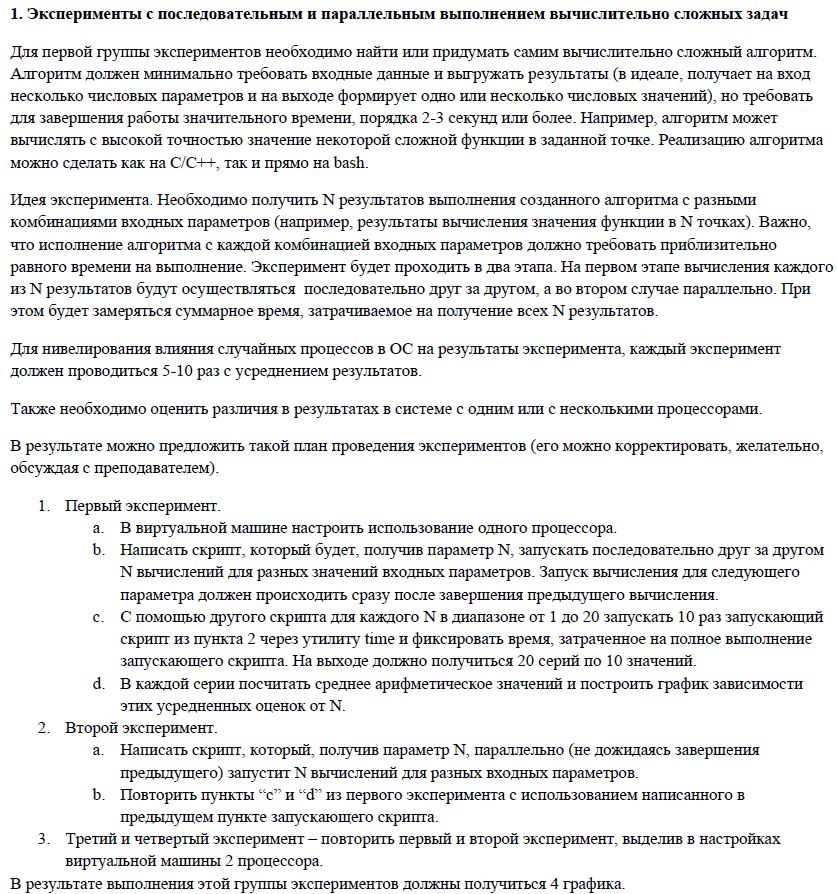 1. Эксперименты с последовательным и параллельным выполнением вычислительно сложных задач
Для первой группы экспериментов необходимо найти или придумать самим вычислительно сложный алгоритм.
Алгоритм должен минимально требовать входные данные и выгружать результаты (в идеале, получает на вход
несколько числовых параметров и на выходе формирует одно или несколько числовых значений), но требовать
для завершения работы значительного времени, порядка 2-3 секунд или более. Например, алгоритм может
вычислять с высокой точностью значение некоторой сложной функции в заданной точке. Реализацию алгоритма
можно сделать как на C/C++, так и прямо на bash.
Идея эксперимента. Необходимо получить N результатов выполнения созданного алгоритма с разными
комбинациями входных параметров (например, результаты вычисления значения функции в N точках). Важно,
что исполнение алгоритма с каждой комбинацией входных параметров должно требовать приблизительно
равного времени на выполнение. Эксперимент будет проходить в два этапа. На первом этапе вычисления каждого
из N результатов будут осуществляться последовательно друг за другом, а во втором случае параллельно. При
этом будет замеряться суммарное время, затрачиваемое на получение всех N результатов.
Для нивелирования влияния случайных процессов в ОС на результаты эксперимента, каждый эксперимент
должен проводиться 5-10 раз с усреднением результатов.
Также необходимо оценить различия в результатах в системе с одним или с несколькими процессорами.
В результате можно предложить такой план проведения экспериментов (его можно корректировать, желательно,
обсуждая с преподавателем).
1. Первый эксперимент.
a. В виртуальной машине настроить использование одного процессора.
b. Написать скрипт, который будет, получив параметр N, запускать последовательно друг за другом
N вычислений для разных значений входных параметров. Запуск вычисления для следующего
параметра должен происходить сразу после завершения предыдущего вычисления.
c. С помощью другого скрипта для каждого N в диапазоне от 1 до 20 запускать 10 раз запускающий
скрипт из пункта 2 через утилиту time и фиксировать время, затраченное на полное выполнение
запускающего скрипта. На выходе должно получиться 20 серий по 10 значений.
d. В каждой серии посчитать среднее арифметическое значений и построить график зависимости
этих усредненных оценок от N.
2. Второй эксперимент.
a. Написать скрипт, который, получив параметр N, параллельно (не дожидаясь завершения
предыдущего) запустит N вычислений для разных входных параметров.
b. Повторить пункты “c” и “d” из первого эксперимента с использованием написанного в
предыдущем пункте запускающего скрипта.
3. Третий и четвертый эксперимент – повторить первый и второй эксперимент, выделив в настройках
виртуальной машины 2 процессора.
В результате выполнения этой группы экспериментов должны получиться 4 графика.